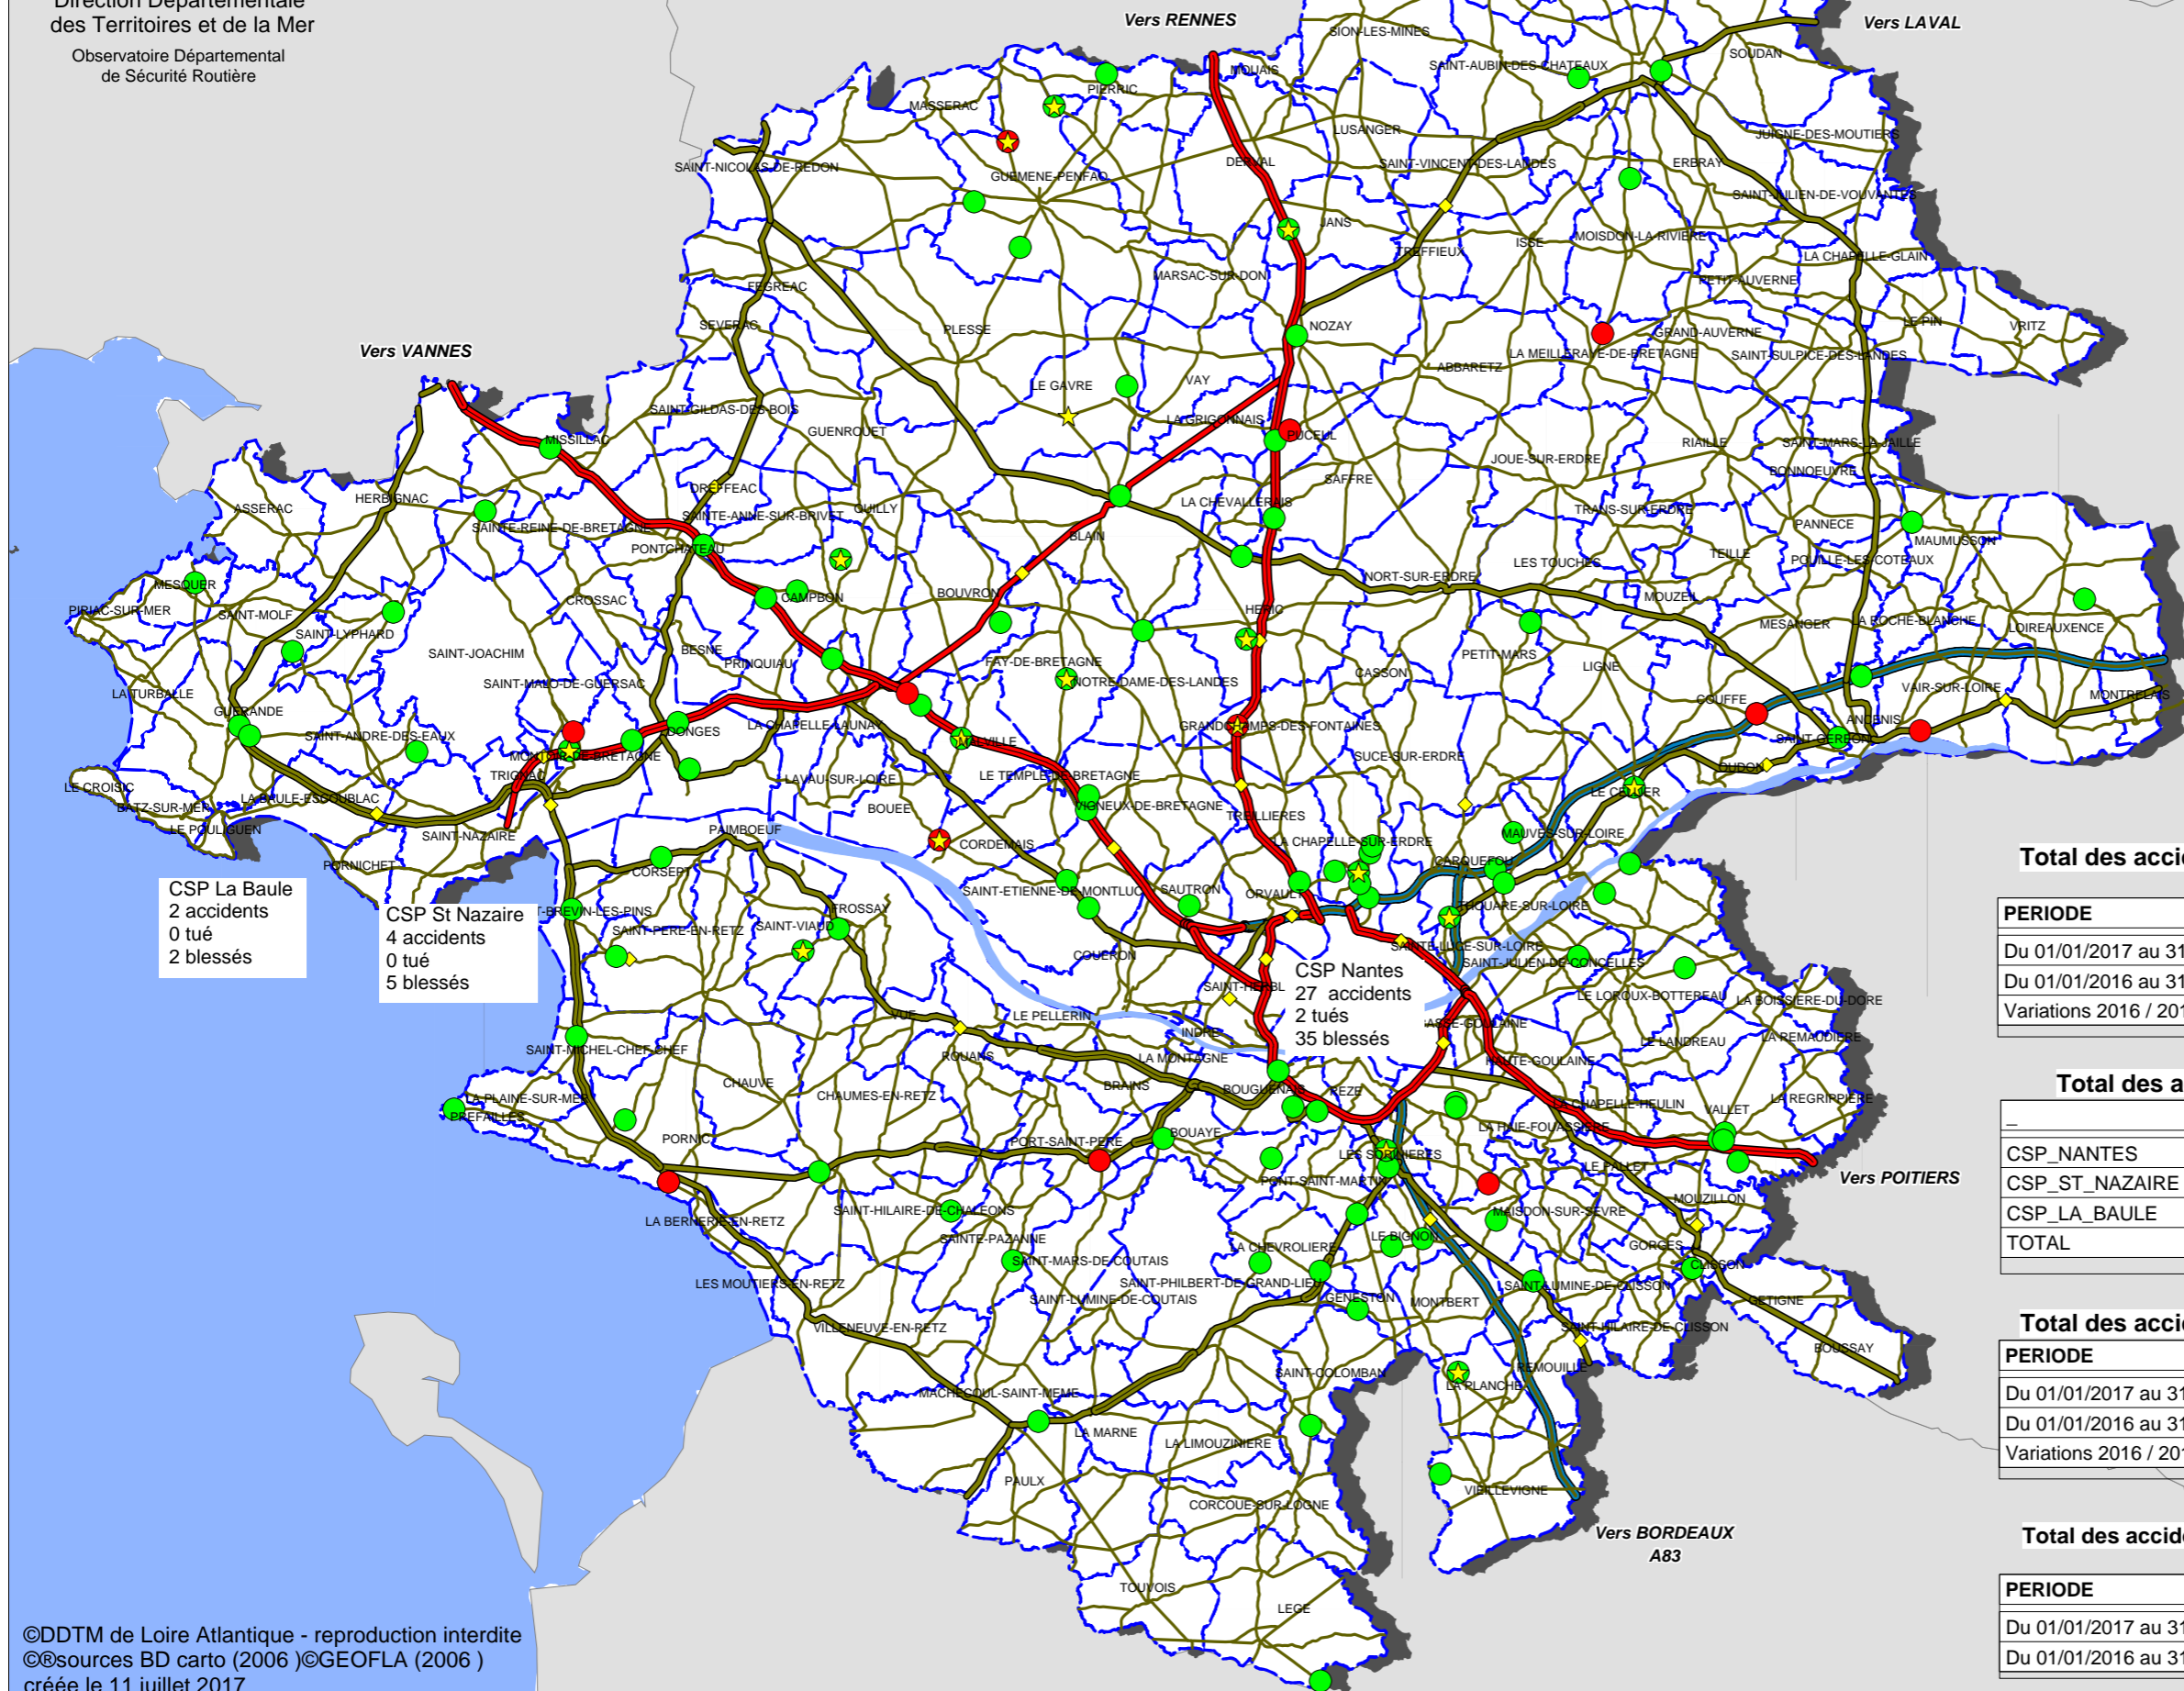 Direction Départementale
des Territoires et de la Mer
Observatoire Départemental
de Sécurité Routière
Vers RENNES
Vers LAVAL
SION-LES-MINES
SOUDAN
MOUAIS
SAINT-AUBIN-DES-CHATEAUX
PIERRIC
MASSERAC
LUSANGER
JUIGNE-DES-MOUTIERS
DERVAL
SAINT-VINCENT-DES-LANDES
ERBRAY
SAINT-NICOLAS-DE-REDON
GUEMENE-PENFAO
SAINT-JULIEN-DE-VOUVANTES
JANS
ISSE
MOISDON-LA-RIVIERE
TREFFIEUX
LA CHAPELLE-GLAIN
MARSAC-SUR-DON
PETIT-AUVERNE
FEGREAC
SEVERAC
PLESSE
NOZAY
GRAND-AUVERNE
LE PIN
VRITZ
Vers VANNES
LA MEILLERAYE-DE-BRETAGNE
SAINT-SULPICE-DES-LANDES
ABBARETZ
LE GAVRE
VAY
SAINT-GILDAS-DES-BOIS
LA GRIGONNAIS
GUENROUET
PUCEUL
MISSILLAC
RIAILLE
SAINT-MARS-LA-JAILLE
JOUE-SUR-ERDRE
BONNOEUVRE
SAFFRE
DREFFEAC
HERBIGNAC
ASSERAC
LA CHEVALLERAIS
QUILLY
TRANS-SUR-ERDRE
SAINTE-ANNE-SUR-BRIVET
SAINTE-REINE-DE-BRETAGNE
PANNECE
BLAIN
MAUMUSSON
PONTCHATEAU
TEILLE
LES TOUCHES
POUILLE-LES-COTEAUX
NORT-SUR-ERDRE
MESQUER
BOUVRON
CAMPBON
MOUZEIL
CROSSAC
PIRIAC-SUR-MER
HERIC
SAINT-MOLF
LA ROCHE-BLANCHE
MESANGER
LOIREAUXENCE
SAINT-LYPHARD
BESNE
SAINT-JOACHIM
PETIT-MARS
PRINQUIAU
FAY-DE-BRETAGNE
LIGNE
CASSON
NOTRE-DAME-DES-LANDES
SAINT-MALO-DE-GUERSAC
VAIR-SUR-LOIRE
LA TURBALLE
MONTRELAIS
COUFFE
GUERANDE
ANCENIS
LA CHAPELLE-LAUNAY
GRANDCHAMPS-DES-FONTAINES
DONGES
SAINT-ANDRE-DES-EAUX
SAINT-GEREON
MALVILLE
MONTOIR-DE-BRETAGNE
SUCE-SUR-ERDRE
OUDON
TRIGNAC
LE TEMPLE-DE-BRETAGNE
LAVAU-SUR-LOIRE
LE CROISIC
LE CELLIER
LA BAULE-ESCOUBLAC
BATZ-SUR-MER
VIGNEUX-DE-BRETAGNE
BOUEE
TREILLIERES
LE POULIGUEN
PAIMBOEUF
SAINT-NAZAIRE
MAUVES-SUR-LOIRE
CORDEMAIS
LA CHAPELLE-SUR-ERDRE
PORNICHET
CARQUEFOU
CORSEPT
CSP La Baule
2 accidents
0 tué
2 blessés
SAINT-ETIENNE-DE-MONTLUC
SAUTRON
ORVAULT
CSP St Nazaire
4 accidents
0 tué
5 blessés
T-BREVIN-LES-PINS
FROSSAY
THOUARE-SUR-LOIRE
SAINT-VIAUD
SAINT-PERE-EN-RETZ
SAINTE-LUCE-SUR-LOIRE
COUERON
SAINT-JULIEN-DE-CONCELLES
CSP Nantes
27 accidents
2 tués
35 blessés
SAINT-HERBL
LE LOROUX-BOTTEREAU
LA BOISSIERE-DU-DORE
VUE
LE PELLERIN
INDRE
ASSE-GOULAINE
LE LANDREAU
LA REMAUDIERE
SAINT-MICHEL-CHEF-CHEF
ROUANS
LA MONTAGNE
HAUTE-GOULAINE
CHAUVE
BRAINS
BOUGUENAIS
REZE
CHAUMES-EN-RETZ
LA PLAINE-SUR-MER
LA REGRIPPIERE
LA CHAPELLE-HEULIN
VALLET
PREFAILLES
LA HAIE-FOUASSIERE
BOUAYE
PORNIC
PORT-SAINT-PERE
LES SORINIERES
LE PALLET
PONT-SAINT-MARTIN
Vers POITIERS
MOUZILLON
SAINT-HILAIRE-DE-CHALEONS
MAISDON-SUR-SEVRE
LA BERNERIE-EN-RETZ
SAINTE-PAZANNE
LE BIGNON
GORGES
LA CHEVROLIERE
SAINT-MARS-DE-COUTAIS
CLISSON
LES MOUTIERS-EN-RETZ
SAINT-PHILBERT-DE-GRAND-LIEU
SAINT-LUMINE-DE-CLISSON
SAINT-LUMINE-DE-COUTAIS
GENESTON
MONTBERT
GETIGNE
VILLENEUVE-EN-RETZ
SAINT-HILAIRE-DE-CLISSON
BOUSSAY
REMOUILLE
SAINT-COLOMBAN
LA PLANCHE
MACHECOUL-SAINT-MEME
LA MARNE
LA LIMOUZINIERE
PAULX
VIEILLEVIGNE
CORCOUE-SUR-LOGNE
Vers BORDEAUX
A83
TOUVOIS
LEGE
Total des accid
PERIODE
Du 01/01/2017 au 31
Du 01/01/2016 au 31
Variations 2016 / 201
Total des a
_
CSP_NANTES
CSP_ST_NAZAIRE
CSP_LA_BAULE
TOTAL
Total des accid
PERIODE
Du 01/01/2017 au 31
Du 01/01/2016 au 31
Variations 2016 / 201
Total des accid
PERIODE
Du 01/01/2017 au 31
Du 01/01/2016 au 31
©DDTM de Loire Atlantique - reproduction interdite
©®sources BD carto (2006 )©GEOFLA (2006 )
créée le 11 juillet 2017